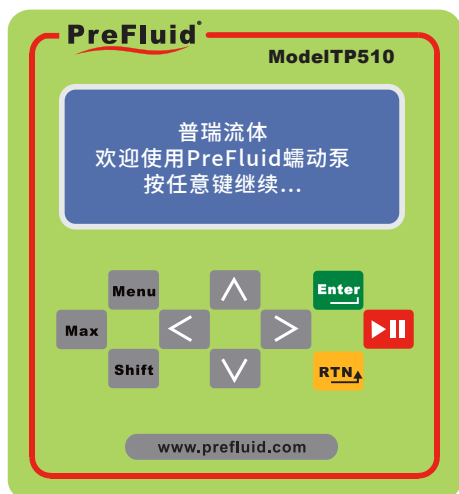 PreFluid®
ModelTP510
普瑞流体
欢迎使用PreFluid蠕动泵
按任意键继续...
Menu
Enter
Max
Shift
RTN
www.prefluid.com